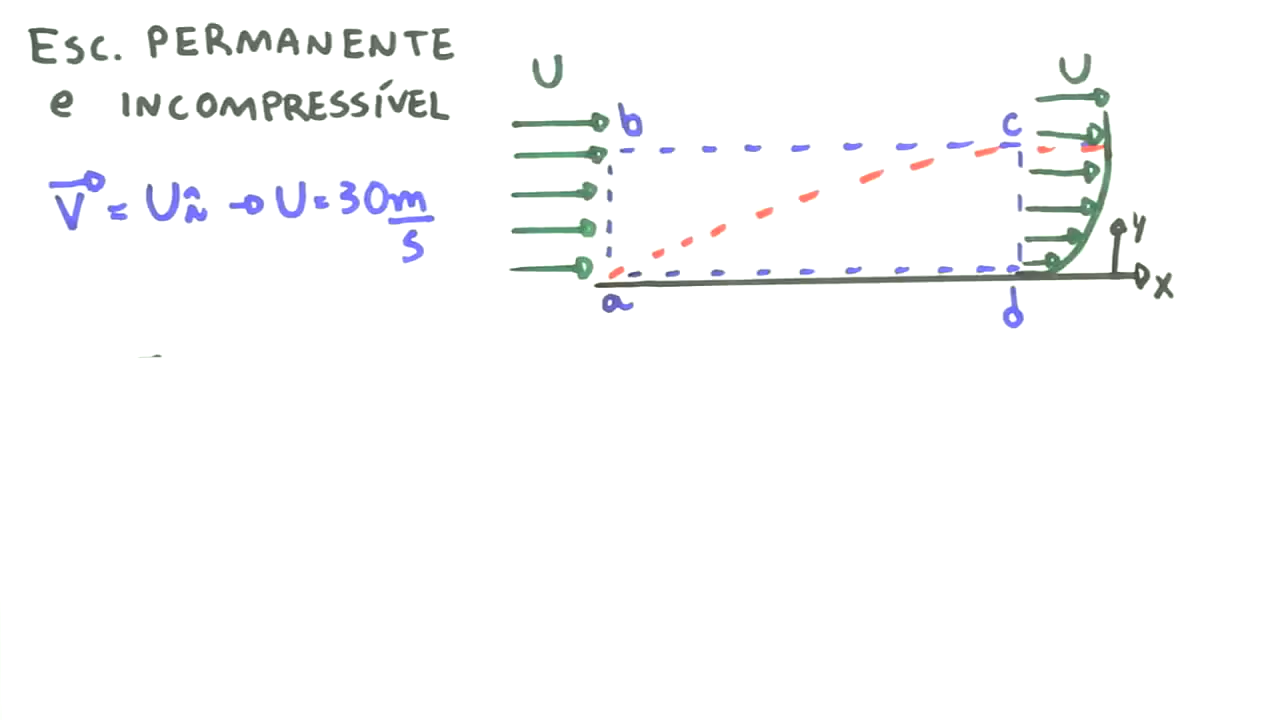 ESC. PERMANENTE
e INCOMPRESSÍVEL
V = Uî → U = 30 m/s
U
U
b
c
a
d
y
x